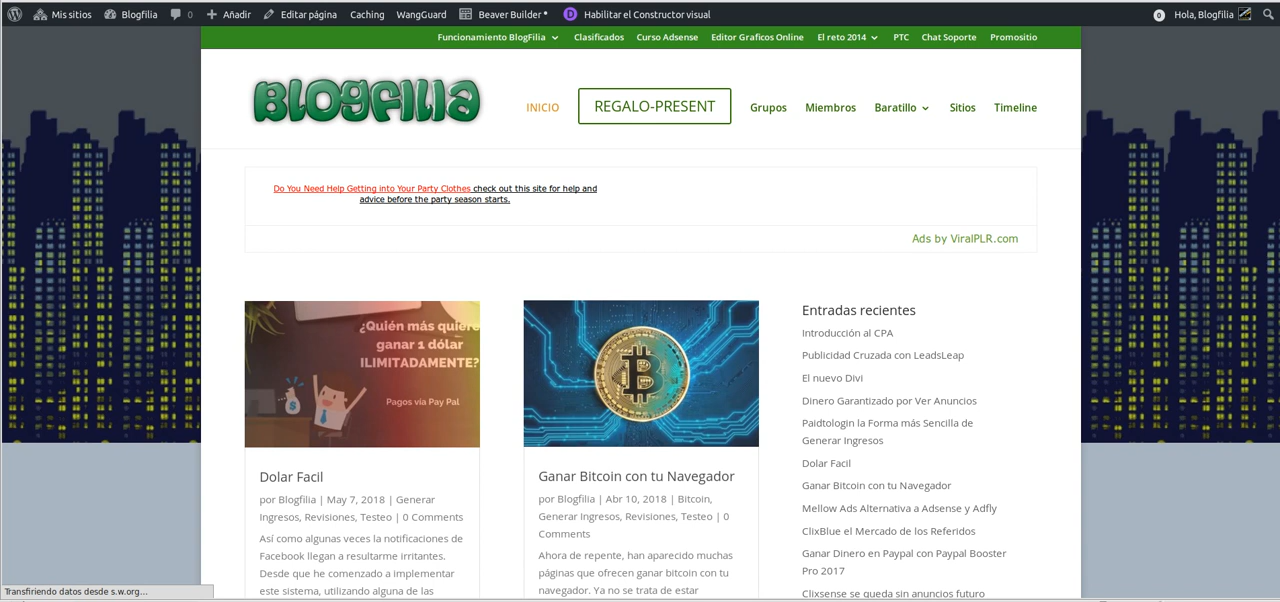 Mis sitios Blogfilia 0 Añadir Editar página Caching WangGuard Beaver Builder Habilitar el Constructor visual 0 Hola, Blogfilia
Funcionamiento BlogFilia Clasificados Curso Adsense Editor Graficos Online El reto 2014 PTC Chat Soporte Promositio
BLOGFILIA
INICIO REGALO-PRESENT Grupos Miembros Baratillo Sitios Timeline
Do You Need Help Getting into Your Party Clothes check out this site for help and
advice before the party season starts.
Ads by ViralPLR.com
¿Quién más quiere
ganar 1 dólar
ILIMITADAMENTE?
Pagos via Pay Pal
Dolar Facil
por Blogfilia | May 7, 2018 | Generar
Ingresos, Revisiones, Testeo | 0 Comments
Así como algunas veces la notificaciones de
Facebook llegan a resultarme irritantes.
Desde que he comenzado a implementar
este sistema, utilizando alguna de las
Ganar Bitcoin con tu Navegador
por Blogfilia | Abr 10, 2018 | Bitcoin,
Generar Ingresos, Revisiones, Testeo | 0
Comments
Ahora de repente, han aparecido muchas
páginas que ofrecen ganar bitcoin con tu
navegador. Ya no se trata de estar
Entradas recientes
Introducción al CPA
Publicidad Cruzada con LeadsLeap
El nuevo Divi
Dinero Garantizado por Ver Anuncios
Paidtologin la Forma más Sencilla de
Generar Ingresos
Dolar Facil
Ganar Bitcoin con tu Navegador
Mellow Ads Alternativa a Adsense y Adfly
ClixBlue el Mercado de los Referidos
Ganar Dinero en Paypal con Paypal Booster
Pro 2017
Clixsense se queda sin anuncios futuro
Transfiriendo datos desde s.w.org...